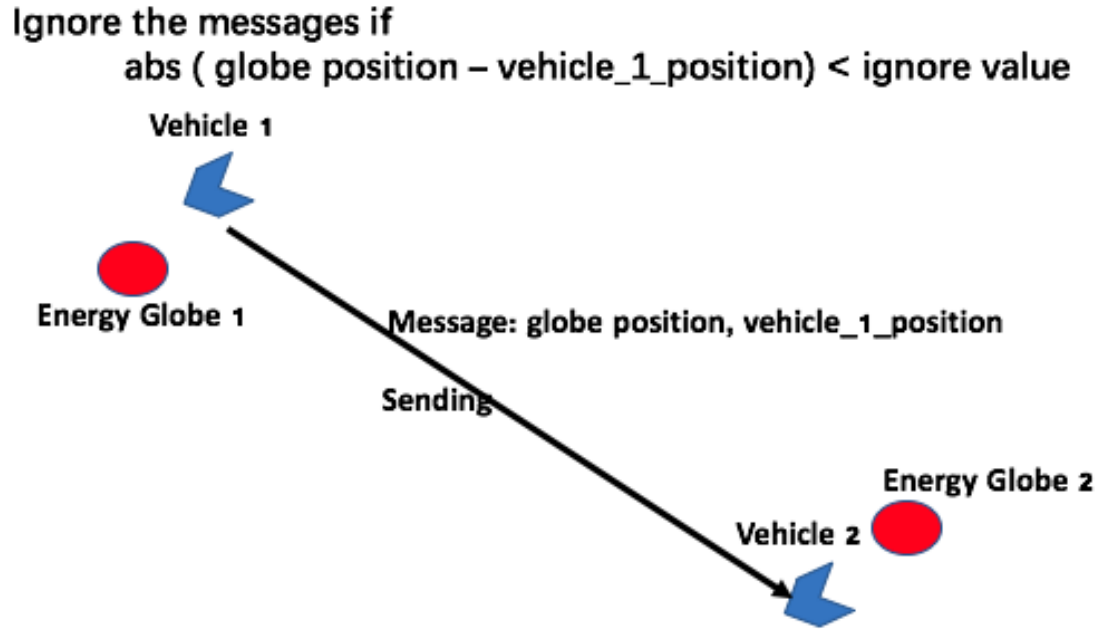 Ignore the messages if
abs ( globe position – vehicle_1_position) < ignore value
Vehicle 1
Energy Globe 1
Message: globe position, vehicle_1_position
Sending
Energy Globe 2
Vehicle 2